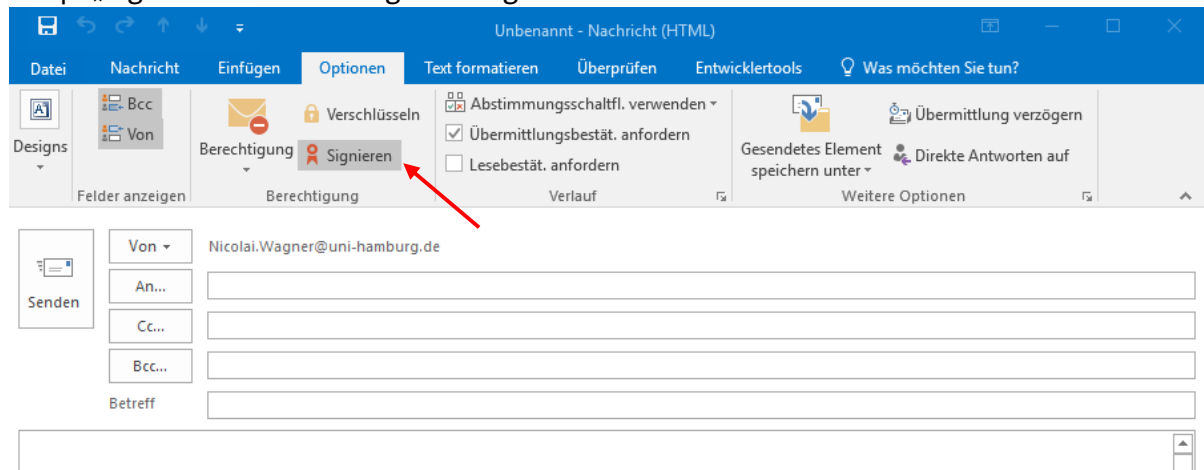 Unbenannt - Nachricht (HTML)
Datei Nachricht Einfügen Optionen Text formatieren Überprüfen Entwicklertools Was möchten Sie tun?
Designs
Bcc
Von
Felder anzeigen
Berechtigung
Verschlüsseln
Signieren
Berechtigung
Abstimmungsschaltfl. verwenden
Übermittlungsbestät. anfordern
Lesebestät. anfordern
Verlauf
Gesendetes Element
speichern unter
Übermittlung verzögern
Direkte Antworten auf
Weitere Optionen
Senden
Von Nicolai.Wagner@uni-hamburg.de
An...
Cc...
Bcc...
Betreff